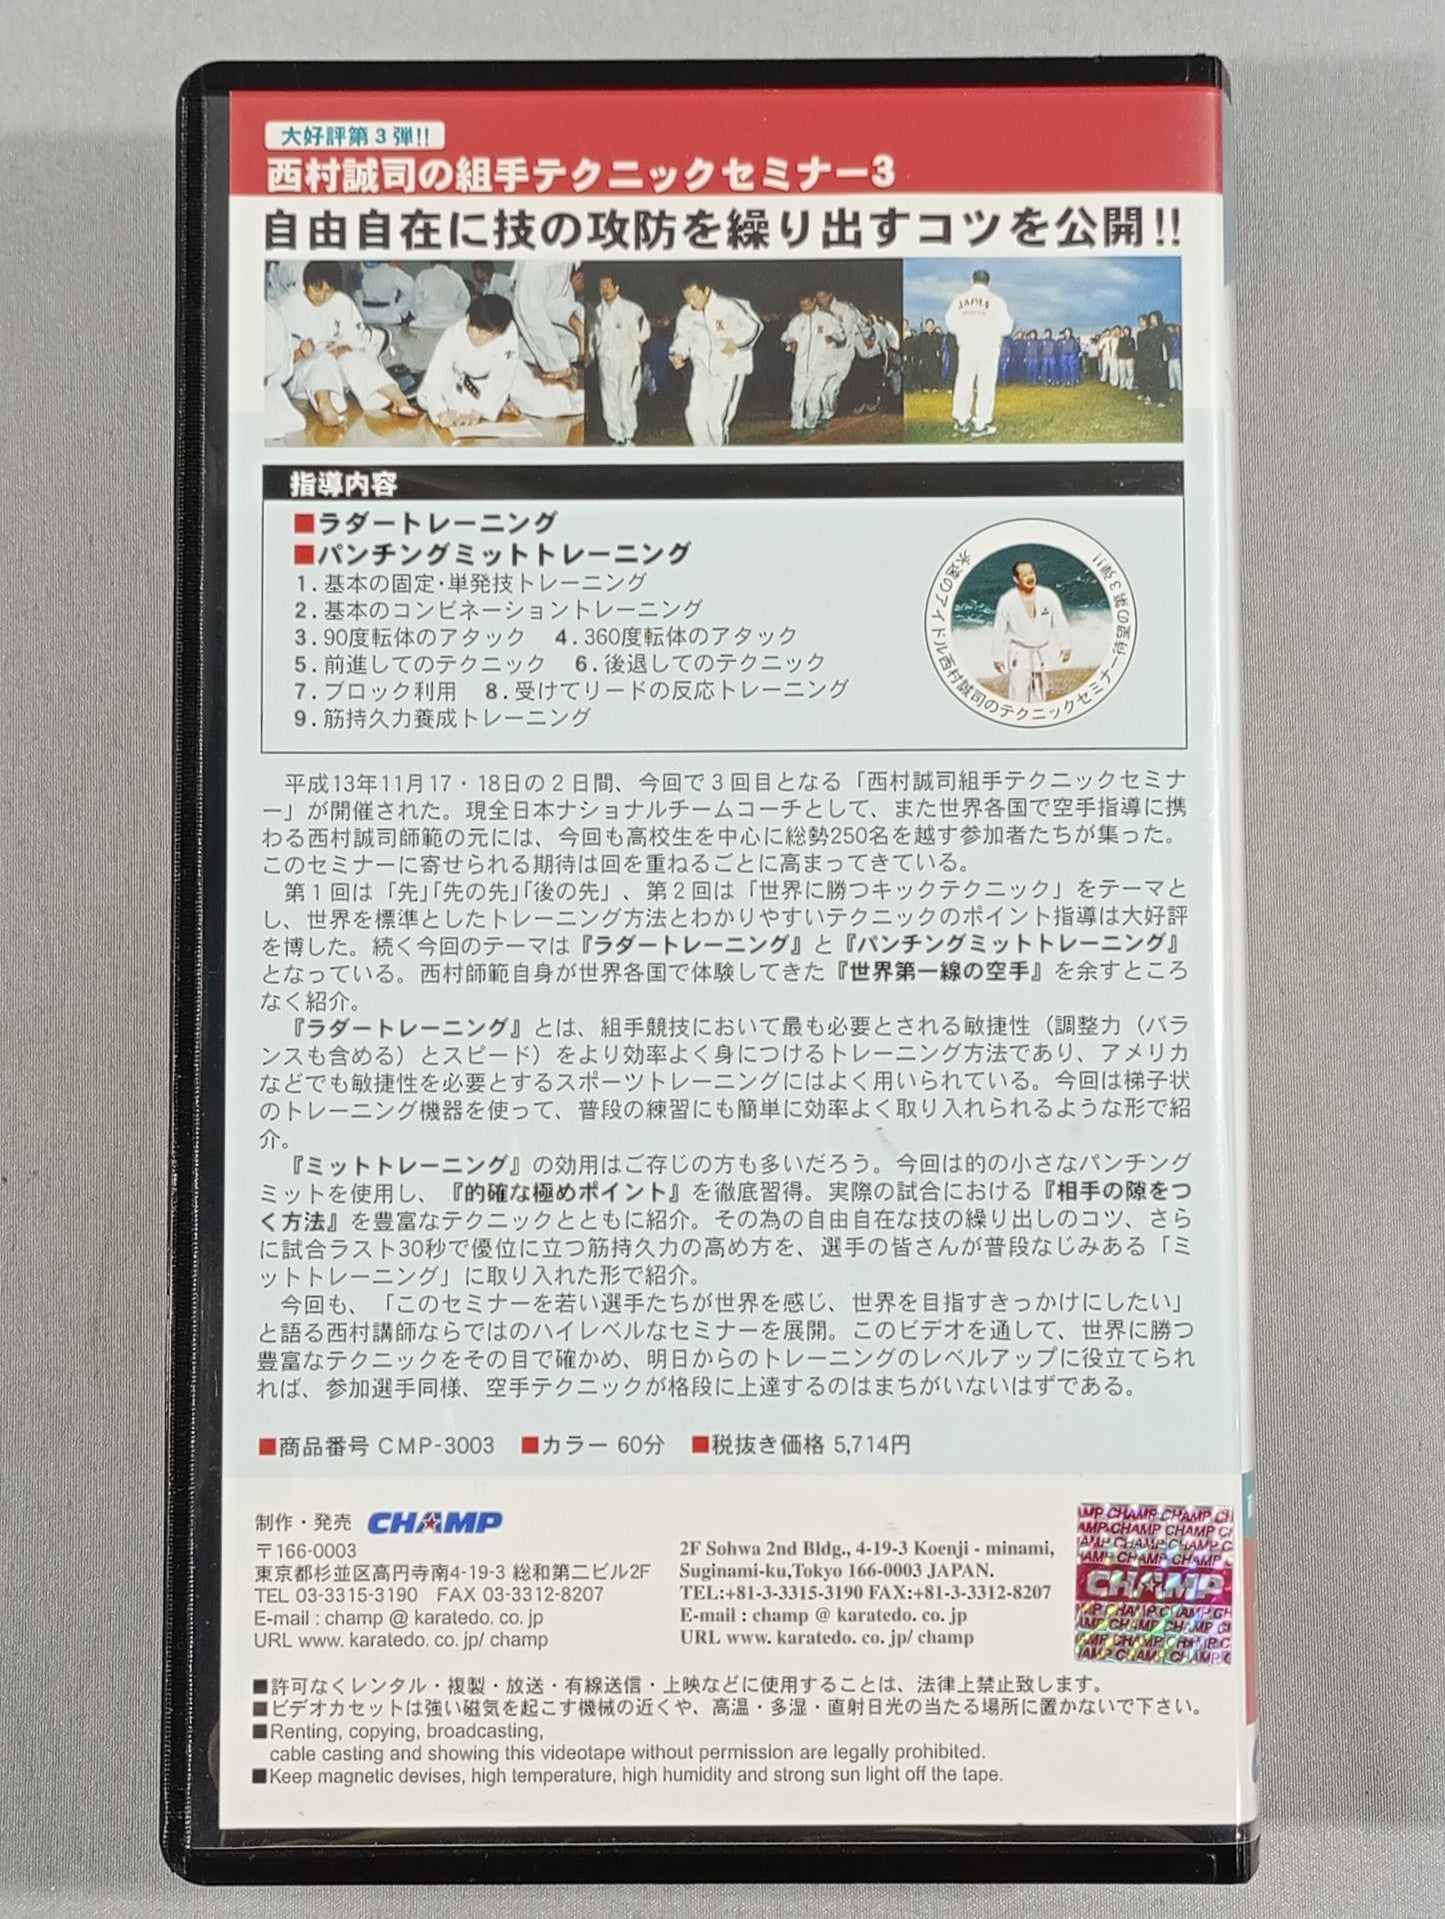 大好評第3弾!!
西村誠司の組手テクニックセミナー3
自由自在に技の攻防を繰り出すコツを公開!!
JAPAN
指導内容
■ラダートレーニング
■パンチングミットトレーニング
1.基本の固定・単発技トレーニング
2.基本のコンビネーショントレーニング
3.90度転体のアタック 4.360度転体のアタック
5.前進してのテクニック 6.後退してのテクニック
7.ブロック利用 8.受けてリードの反応トレーニング
9.筋持久力養成トレーニング
永遠のアイドル西村誠司のテクニックセミナー待望の第3弾!!
平成13年11月17・18日の2日間、今回で3回目となる「西村誠司組手テクニックセミナ
ー」が開催された。現全日本ナショナルチームコーチとして、また世界各国で空手指導に携
わる西村誠司師範の元には、今回も高校生を中心に総勢250名を越す参加者たちが集った。
このセミナーに寄せられる期待は回を重ねるごとに高まってきている。
第1回は「先」「先の先」「後の先」、第2回は「世界に勝つキックテクニック」をテーマと
し、世界を標準としたトレーニング方法とわかりやすいテクニックのポイント指導は大好評
を博した。続く今回のテーマは『ラダートレーニング』と『パンチングミットトレーニング』
となっている。西村師範自身が世界各国で体験してきた『世界第一線の空手』を余すところ
なく紹介。
『ラダートレーニング』とは、組手競技において最も必要とされる敏捷性（調整力（バラ
ンスも含める）とスピード）をより効率よく身につけるトレーニング方法であり、アメリカ
などでも敏捷性を必要とするスポーツトレーニングにはよく用いられている。今回は梯子状
のトレーニング機器を使って、普段の練習にも簡単に効率よく取り入れられるような形で紹
介。
『ミットトレーニング』の効用はご存じの方も多いだろう。今回は的の小さなパンチング
ミットを使用し、『的確な極めポイント』を徹底習得。実際の試合における『相手の隙をつ
く方法』を豊富なテクニックとともに紹介。その為の自由自在な技の繰り出しのコツ、さら
に試合ラスト30秒で優位に立つ筋持久力の高め方を、選手の皆さんが普段なじみある「ミ
ットトレーニング」に取り入れた形で紹介。
今回も、「このセミナーを若い選手たちが世界を感じ、世界を目指すきっかけにしたい」
と語る西村講師ならではのハイレベルなセミナーを展開。このビデオを通して、世界に勝つ
豊富なテクニックをその目で確かめ、明日からのトレーニングのレベルアップに役立てられ
れば、参加選手同様、空手テクニックが格段に上達するのはまちがいないはずである。
■商品番号 CMP-3003 ■カラー 60分 ■税抜き価格 5,714円
制作・発売 CHAMP
〒166-0003
東京都杉並区高円寺南4-19-3 総和第二ビル2F
TEL 03-3315-3190 FAX 03-3312-8207
E-mail : champ @ karatedo. co. jp
URL www. karatedo. co. jp/ champ
2F Sohwa 2nd Bldg., 4-19-3 Koenji - minami,
Suginami-ku,Tokyo 166-0003 JAPAN.
TEL:+81-3-3315-3190 FAX:+81-3-3312-8207
E-mail : champ @ karatedo. co. jp
URL www. karatedo. co. jp/ champ
CHAMP
■許可なくレンタル・複製・放送・有線送信・上映などに使用することは、法律上禁止致します。
■ビデオカセットは強い磁気を起こす機械の近くや、高温・多湿・直射日光の当たる場所に置かないで下さい。
■Renting, copying, broadcasting,
cable casting and showing this videotape without permission are legally prohibited.
■Keep magnetic devises, high temperature, high humidity and strong sun light off the tape.